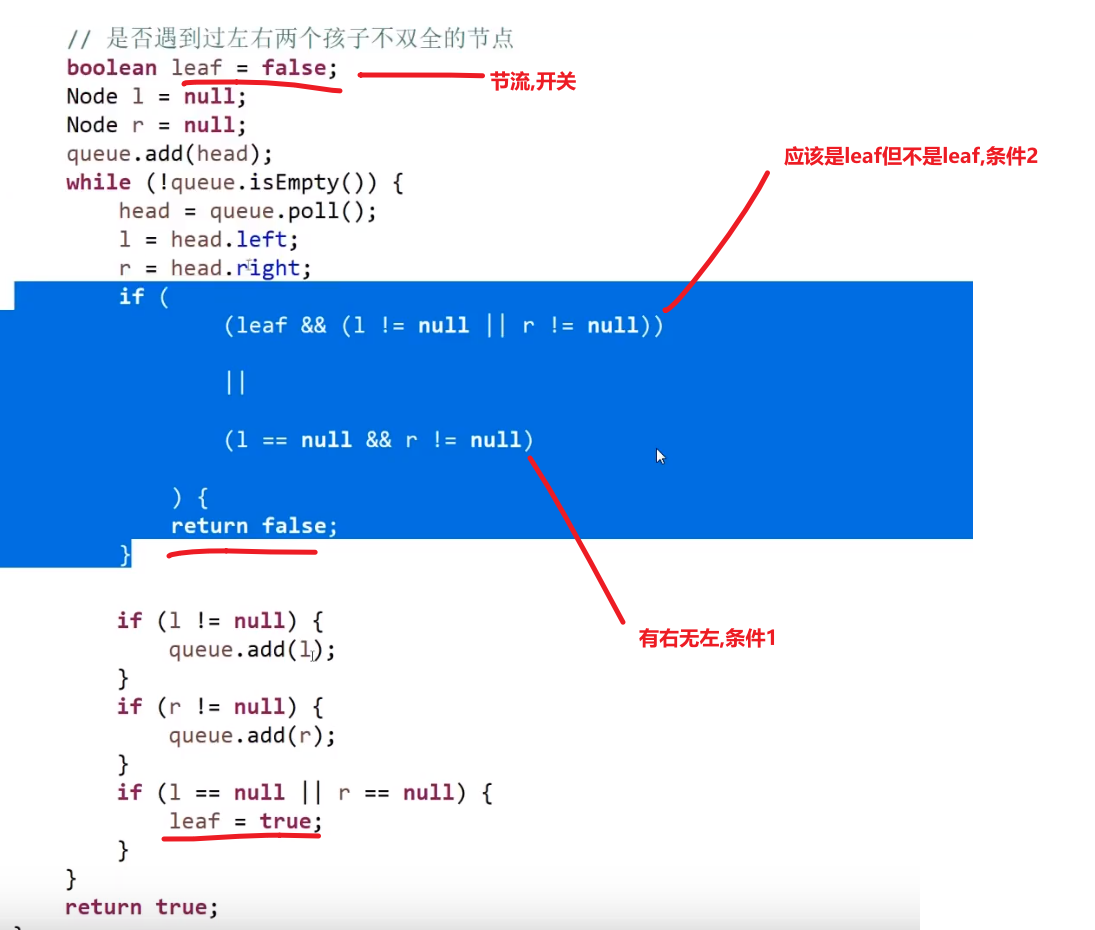 // 是否遇到过左右两个孩子不双全的节点
boolean leaf = false;
节流,开关
Node l = null;
Node r = null;
queue.add(head);
应该是leaf但不是leaf,条件2
while (!queue.isEmpty()) {
head = queue.poll();
l = head.left;
r = head.right;
if (
(leaf && (l != null || r != null))
||
(l == null && r != null)
) {
return false;
}
if (l != null) {
有右无左,条件1
queue.add(l);
}
if (r != null) {
queue.add(r);
}
if (l == null || r == null) {
leaf = true;
}
}
return true;